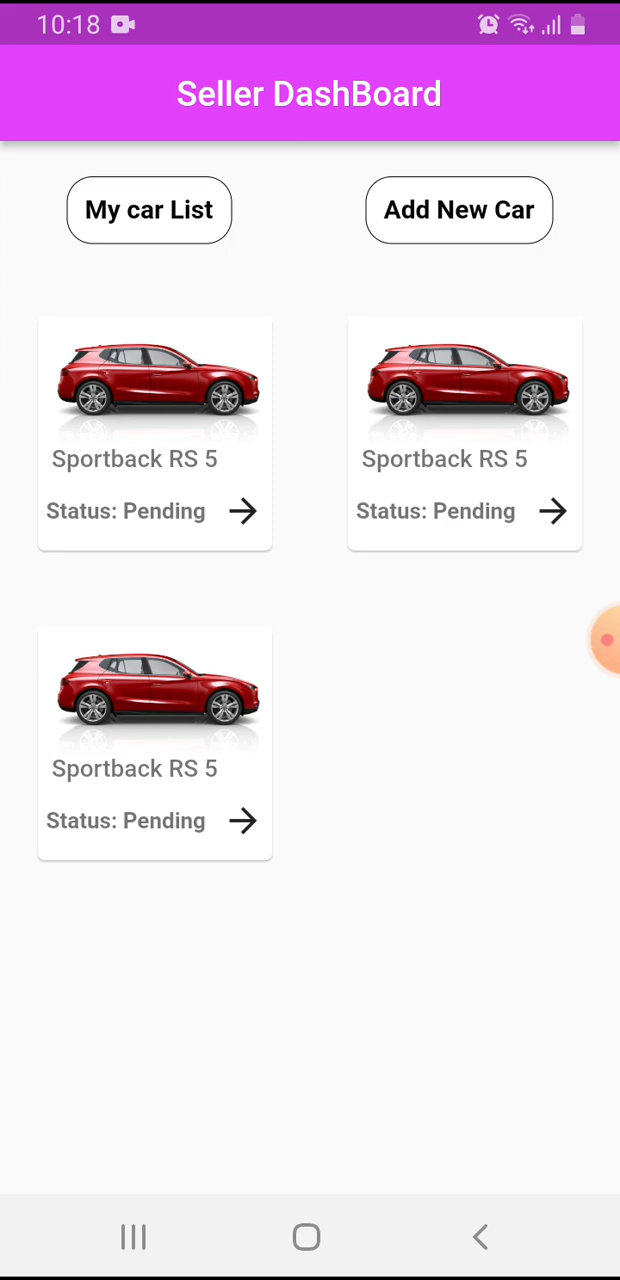 10:18
Seller DashBoard
My car List
Add New Car
Sportback RS 5
Sportback RS 5
Status: Pending
Status: Pending
Sportback RS 5
Status: Pending